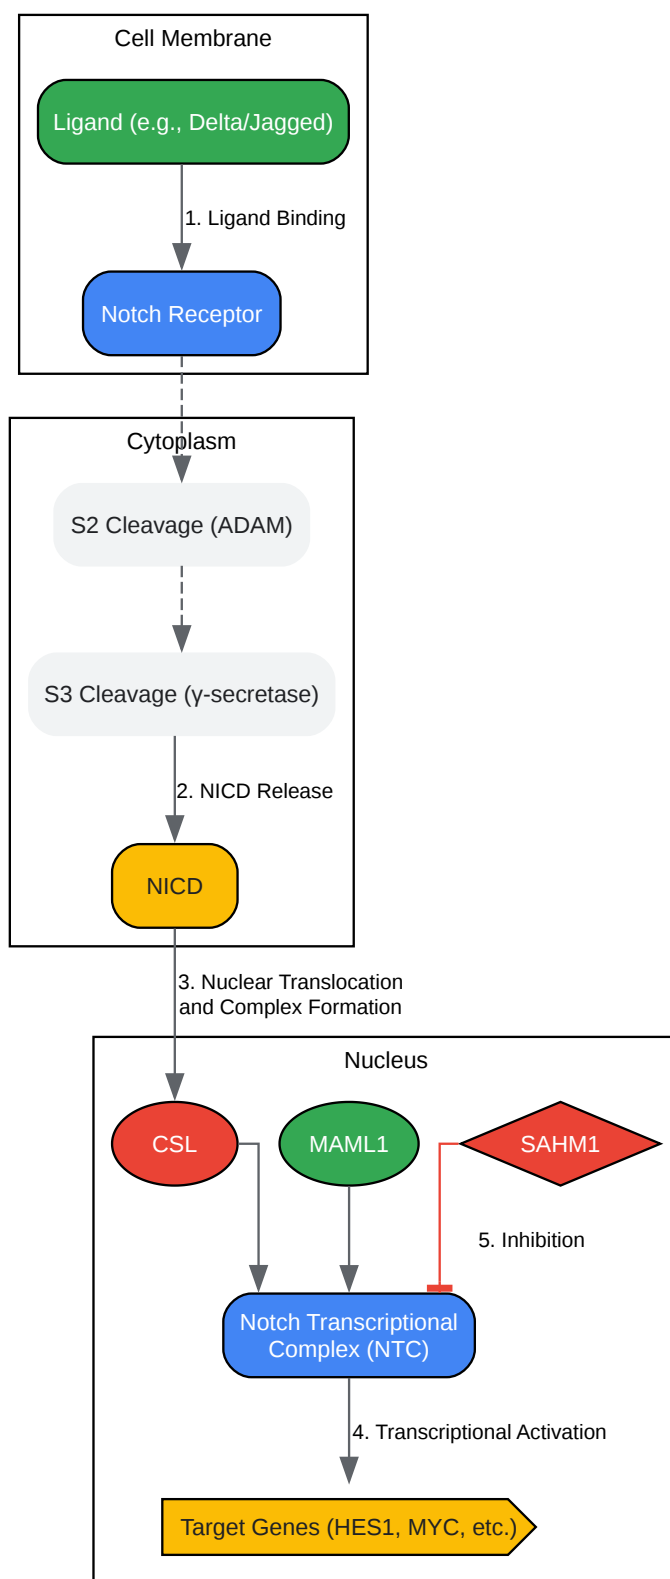 Cell Membrane
Ligand (e.g., Delta/Jagged)
1. Ligand Binding
Notch Receptor
Cytoplasm
S2 Cleavage (ADAM)
S3 Cleavage (γ-secretase)
2. NICD Release
NICD
3. Nuclear Translocation
and Complex Formation
Nucleus
CSL
MAML1
SAHM1
5. Inhibition
Notch Transcriptional
Complex (NTC)
4. Transcriptional Activation
Target Genes (HES1, MYC, etc.)